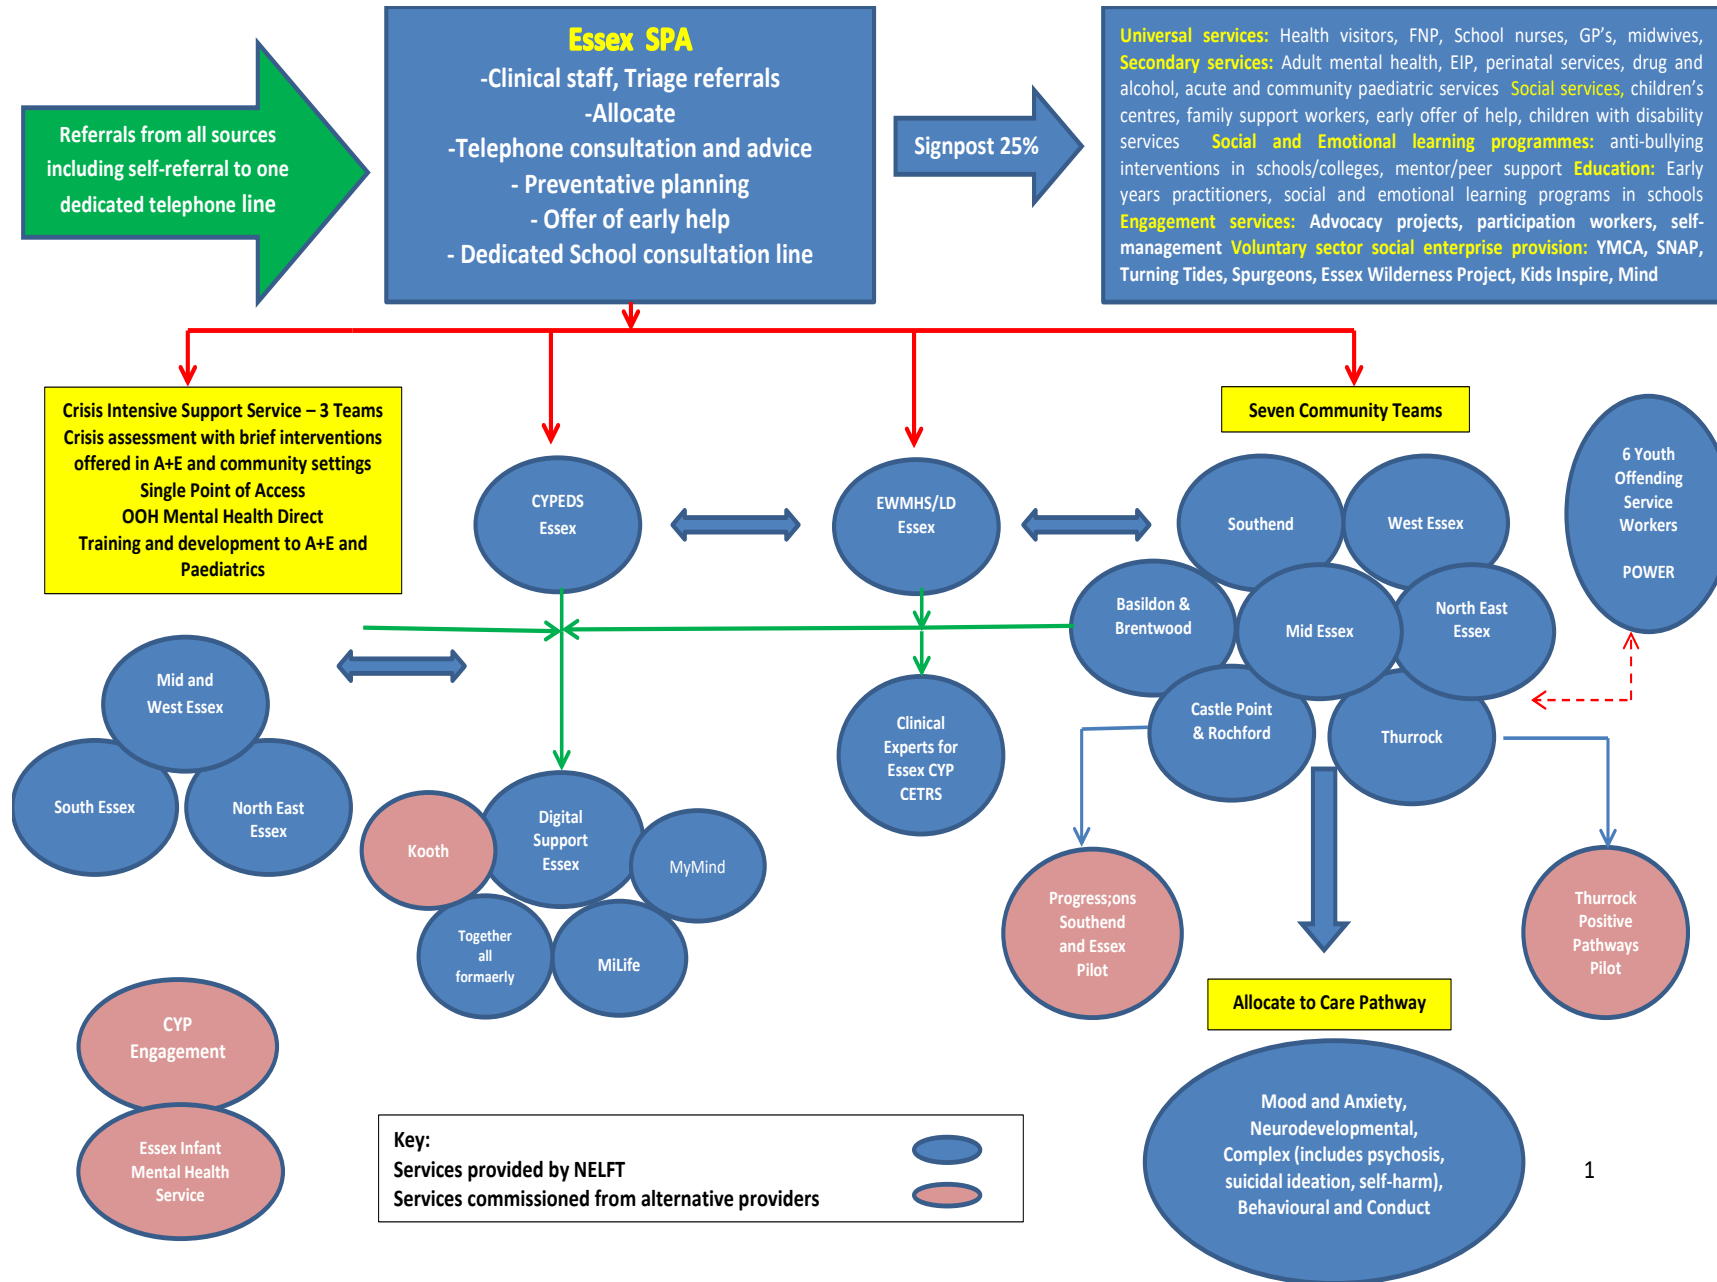 Referrals from all sources
including self-referral to one
dedicated telephone line
Essex SPA
-Clinical staff, Triage referrals
-Allocate
-Telephone consultation and advice
- Preventative planning
- Offer of early help
- Dedicated School consultation line
Signpost 25%
Universal services: Health visitors, FNP, School nurses, GP's, midwives,
Secondary services: Adult mental health, EIP, perinatal services, drug and
alcohol, acute and community paediatric services Social services, children's
centres, family support workers, early offer of help, children with disability
services Social and Emotional learning programmes: anti-bullying
interventions in schools/colleges, mentor/peer support Education: Early
years practitioners, social and emotional learning programs in schools
Engagement services: Advocacy projects, participation workers, self-
management Voluntary sector social enterprise provision: YMCA, SNAP,
Turning Tides, Spurgeons, Essex Wilderness Project, Kids Inspire, Mind
Crisis Intensive Support Service – 3 Teams
Crisis assessment with brief interventions
offered in A+E and community settings
Single Point of Access
OOH Mental Health Direct
Training and development to A+E and
Paediatrics
CYPEDS
Essex
EWMHS/LD
Essex
Seven Community Teams
Southend
West Essex
Basildon &
Brentwood
Mid Essex
North East
Essex
Castle Point
& Rochford
Thurrock
6 Youth
Offending
Service
Workers
POWER
Mid and
West Essex
South Essex
North East
Essex
Kooth
Digital
Support
Essex
MyMind
Together
all
formaerly
MiLife
Clinical
Experts for
Essex CYP
CETRS
Progress;ons
Southend
and Essex
Pilot
Thurrock
Positive
Pathways
Pilot
Allocate to Care Pathway
Mood and Anxiety,
Neurodevelopmental,
Complex (includes psychosis,
suicidal ideation, self-harm),
Behavioural and Conduct
CYP
Engagement
Essex Infant
Mental Health
Service
Key:
Services provided by NELFT
Services commissioned from alternative providers
1